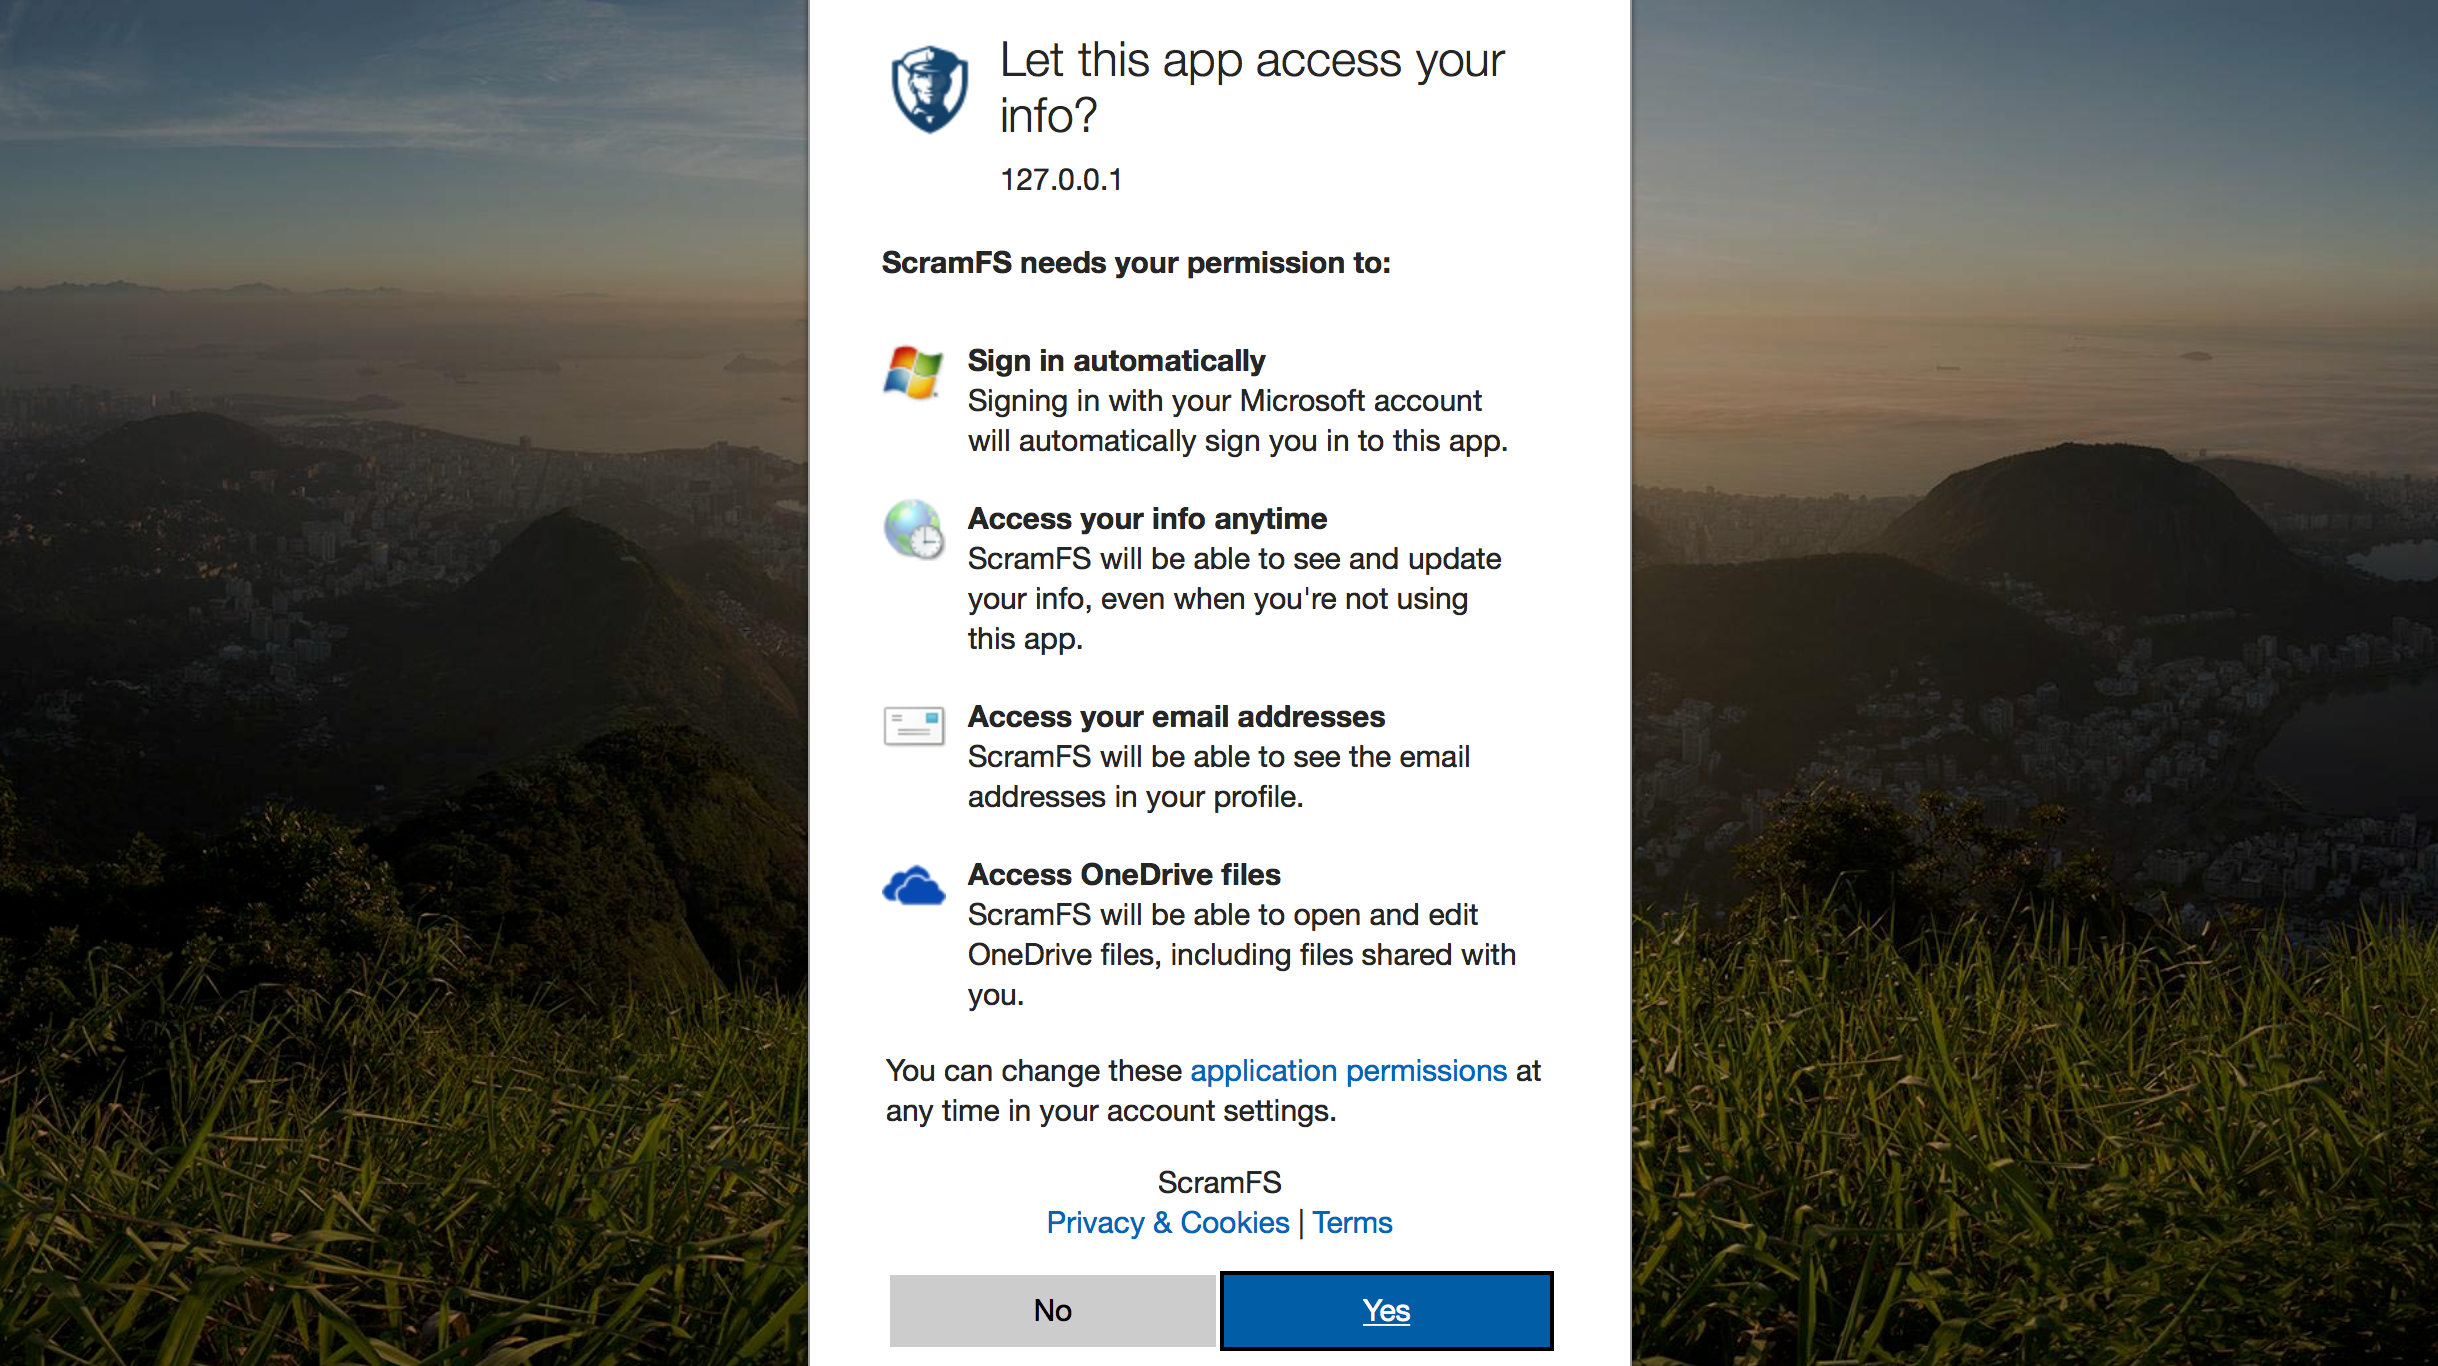 Let this app access your
info?
127.0.0.1
ScramFS needs your permission to:
Sign in automatically
Signing in with your Microsoft account
will automatically sign you in to this app.
Access your info anytime
ScramFS will be able to see and update
your info, even when you're not using
this app.
Access your email addresses
ScramFS will be able to see the email
addresses in your profile.
Access OneDrive files
ScramFS will be able to open and edit
OneDrive files, including files shared with
you.
You can change these application permissions at
any time in your account settings.
ScramFS
Privacy & Cookies | Terms
No
Yes